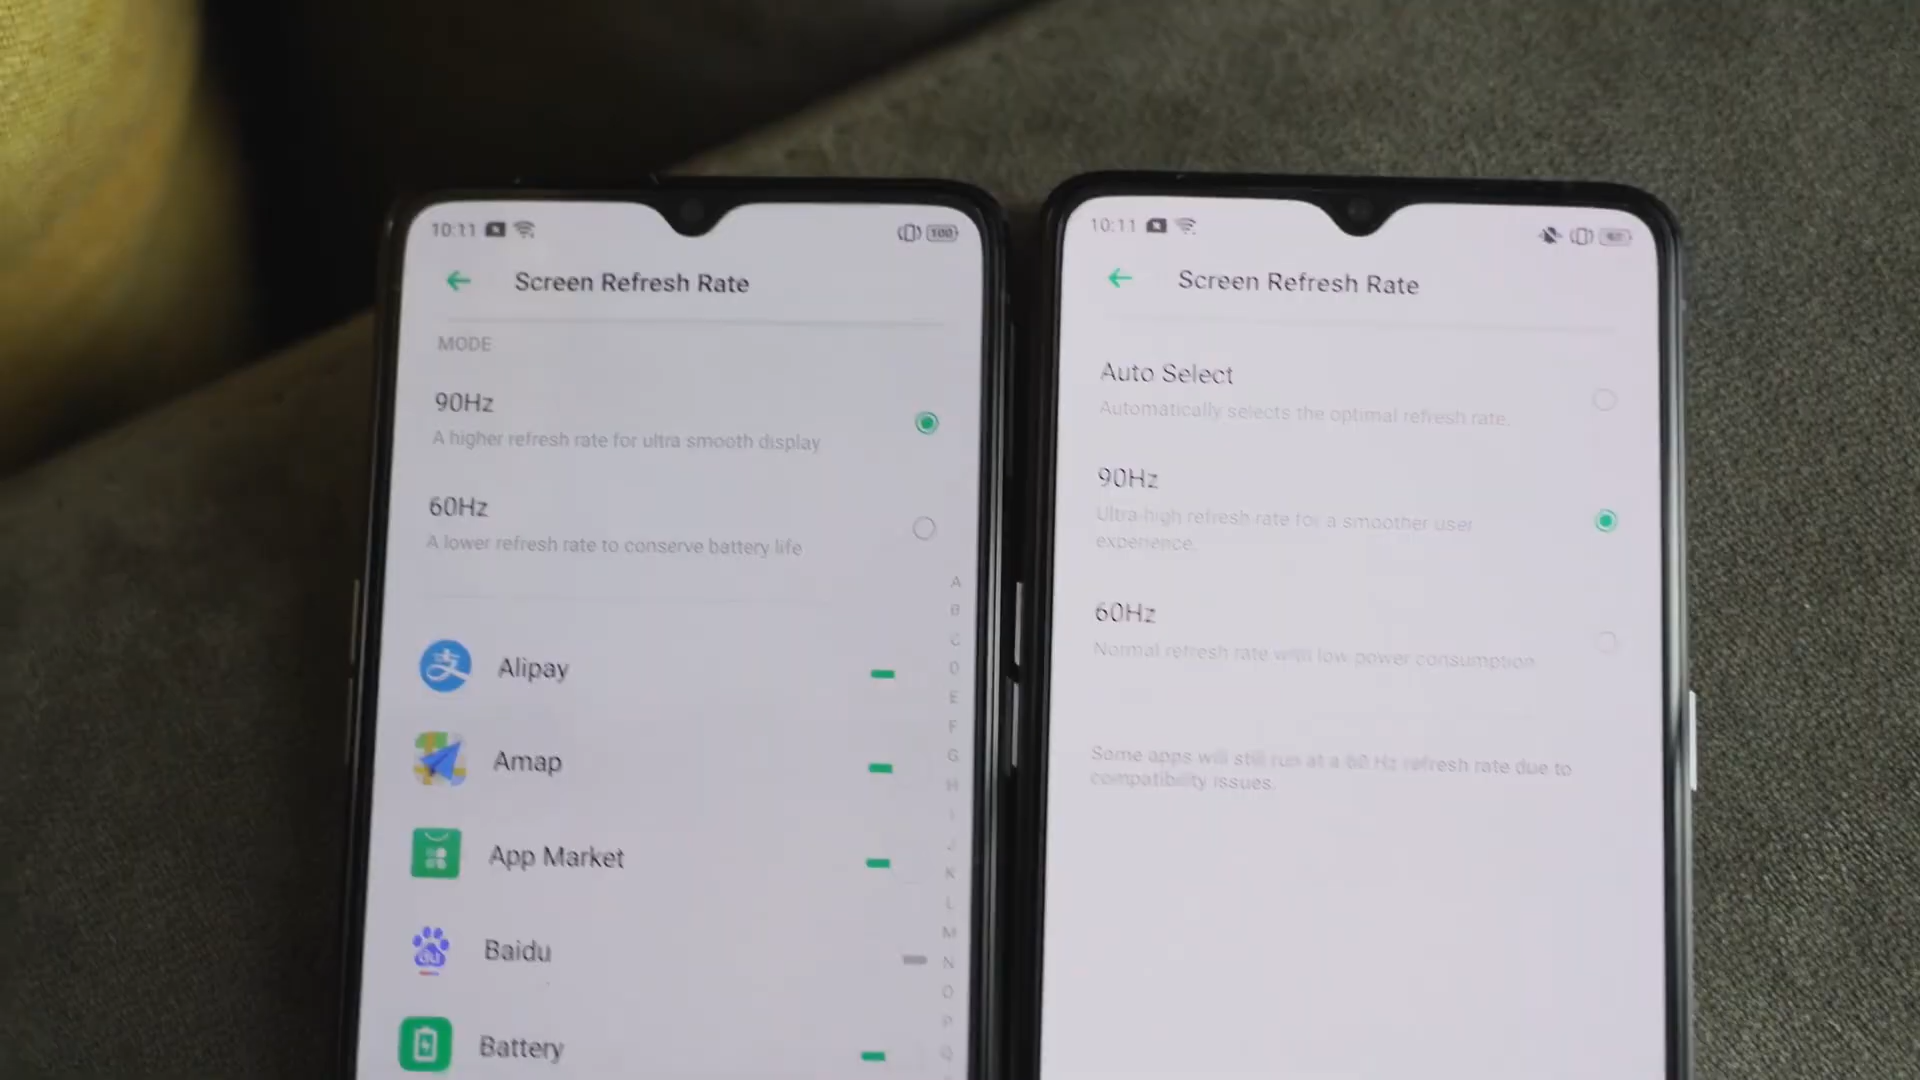 10:11
100
Screen Refresh Rate
MODE
90Hz
A higher refresh rate for ultra smooth display
60Hz
A lower refresh rate to conserve battery life
支 Alipay
Amap
App Market
du Baidu
Battery
A
B
C
D
E
F
G
H
I
J
K
L
M
N
O
P
Q
10:11
Screen Refresh Rate
Auto Select
Automatically selects the optimal refresh rate.
90Hz
Ultra-high refresh rate for a smoother user
experience.
60Hz
Normal refresh rate with low power consumption
Some apps will still run at a 60 Hz refresh rate due to
compatibility issues.